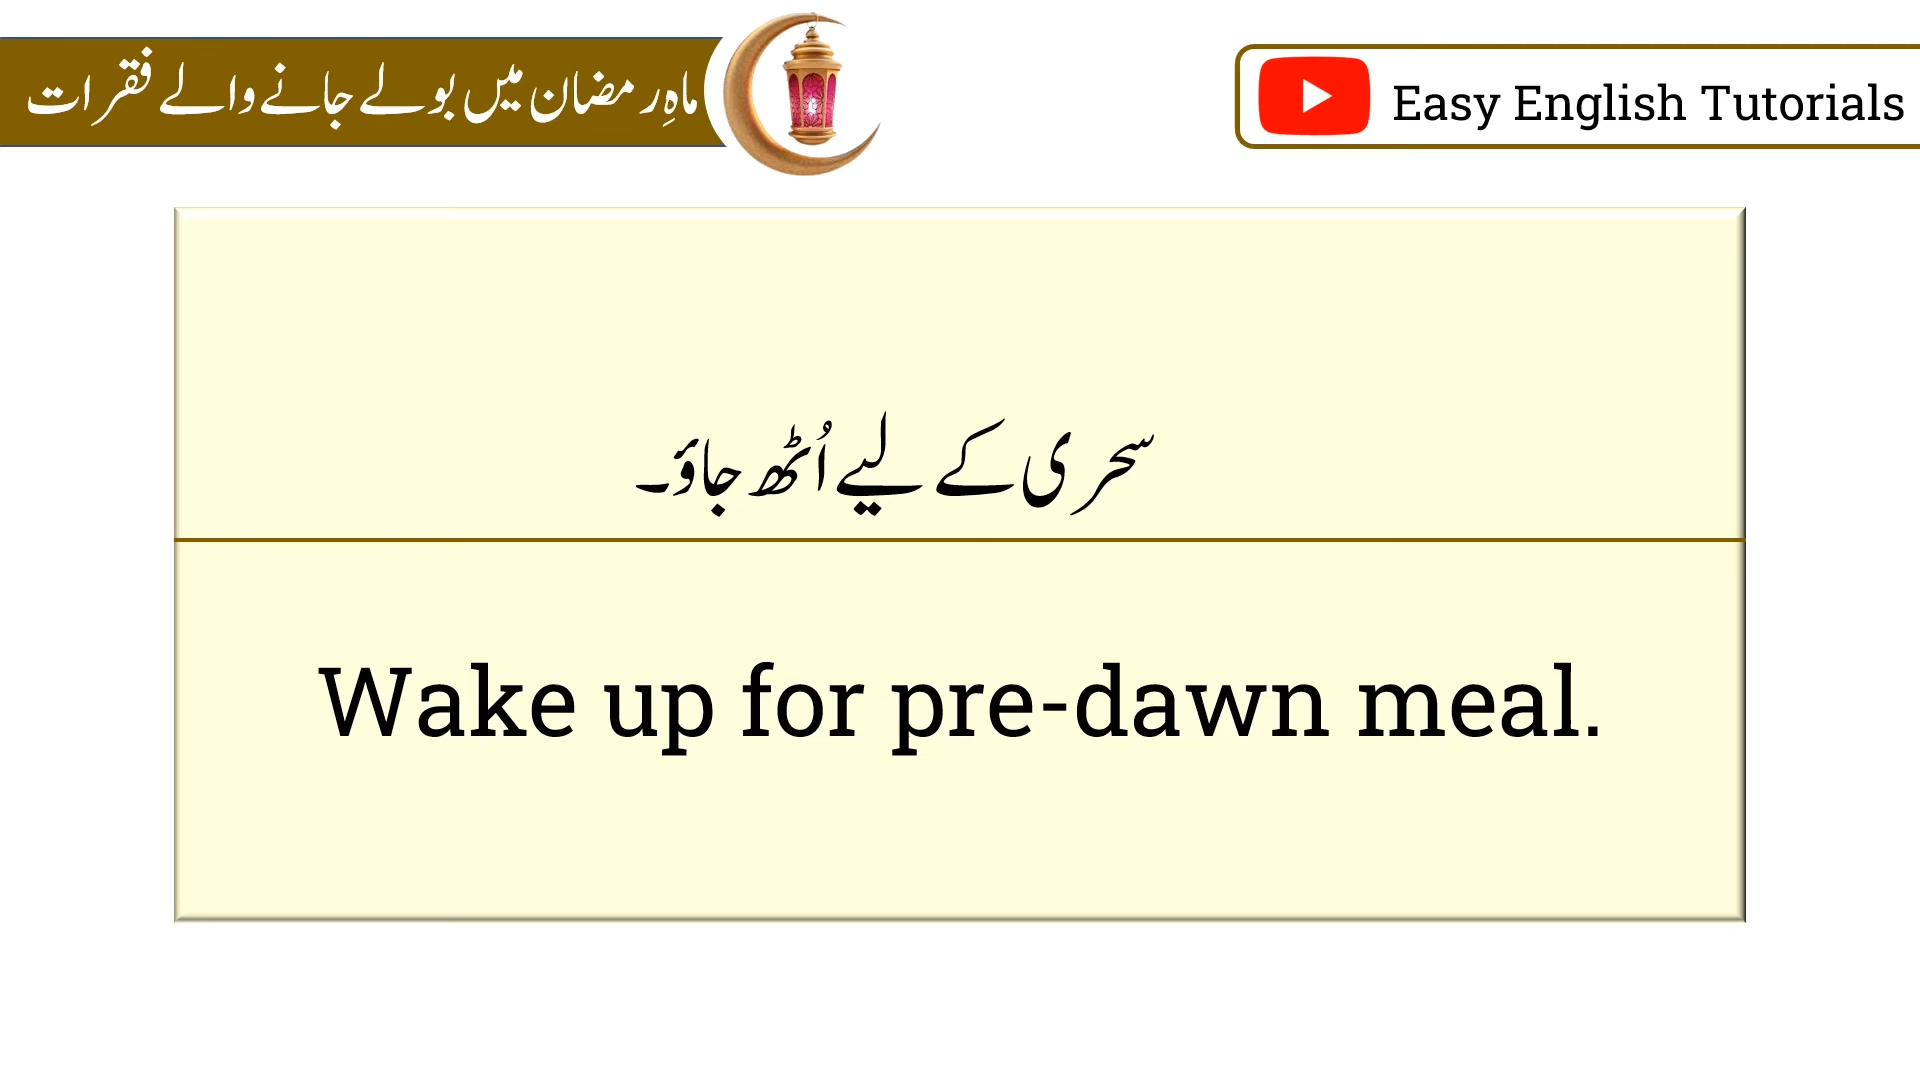 ماہِ رمضان میں بولے جانے والے فقرات
Easy English Tutorials
سحری کے لیے اُٹھ جاؤ۔
Wake up for pre-dawn meal.